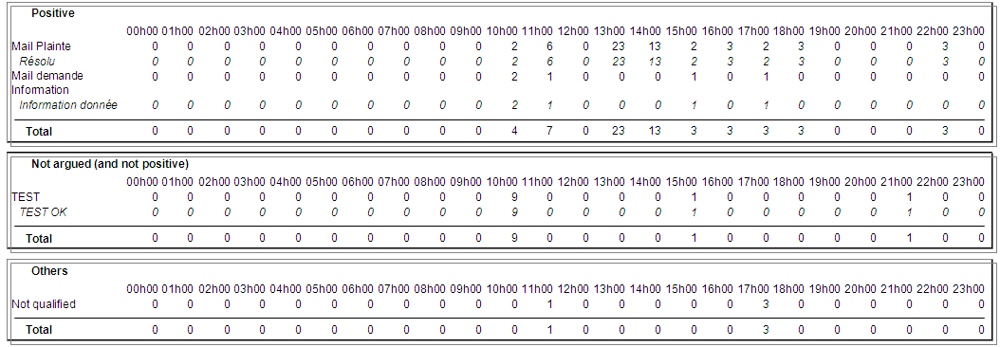 Positive
00h00 01h00 02h00 03h00 04h00 05h00 06h00 07h00 08h00 09h00 10h00 11h00 12h00 13h00 14h00 15h00 16h00 17h00 18h00 19h00 20h00 21h00 22h00 23h00
Mail Plainte 0 0 0 0 0 0 0 0 0 0 2 6 0 23 13 2 3 2 3 0 0 0 3 0
Résolu 0 0 0 0 0 0 0 0 0 0 2 6 0 23 13 2 3 2 3 0 0 0 3 0
Mail demande 0 0 0 0 0 0 0 0 0 0 2 1 0 0 0 1 0 1 0 0 0 0 0 0
Information
Information donnée 0 0 0 0 0 0 0 0 0 0 2 1 0 0 0 1 0 1 0 0 0 0 0 0
Total 0 0 0 0 0 0 0 0 0 0 4 7 0 23 13 3 3 3 3 0 0 0 3 0
Not argued (and not positive)
00h00 01h00 02h00 03h00 04h00 05h00 06h00 07h00 08h00 09h00 10h00 11h00 12h00 13h00 14h00 15h00 16h00 17h00 18h00 19h00 20h00 21h00 22h00 23h00
TEST 0 0 0 0 0 0 0 0 0 0 9 0 0 0 0 1 0 0 0 0 0 1 0 0
TEST OK 0 0 0 0 0 0 0 0 0 0 9 0 0 0 0 1 0 0 0 0 0 1 0 0
Total 0 0 0 0 0 0 0 0 0 0 9 0 0 0 0 1 0 0 0 0 0 1 0 0
Others
00h00 01h00 02h00 03h00 04h00 05h00 06h00 07h00 08h00 09h00 10h00 11h00 12h00 13h00 14h00 15h00 16h00 17h00 18h00 19h00 20h00 21h00 22h00 23h00
Not qualified 0 0 0 0 0 0 0 0 0 0 0 1 0 0 0 0 0 3 0 0 0 0 0 0
Total 0 0 0 0 0 0 0 0 0 0 0 1 0 0 0 0 0 3 0 0 0 0 0 0